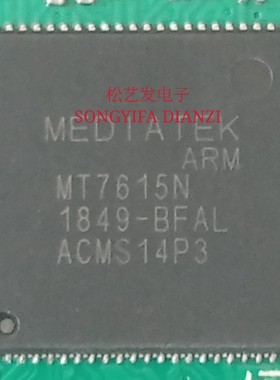 松艺发电子
SONGYIFA DIANZI
MEDIATEK
ARM
MT7615N
1849-BFAL
ACMS14P3